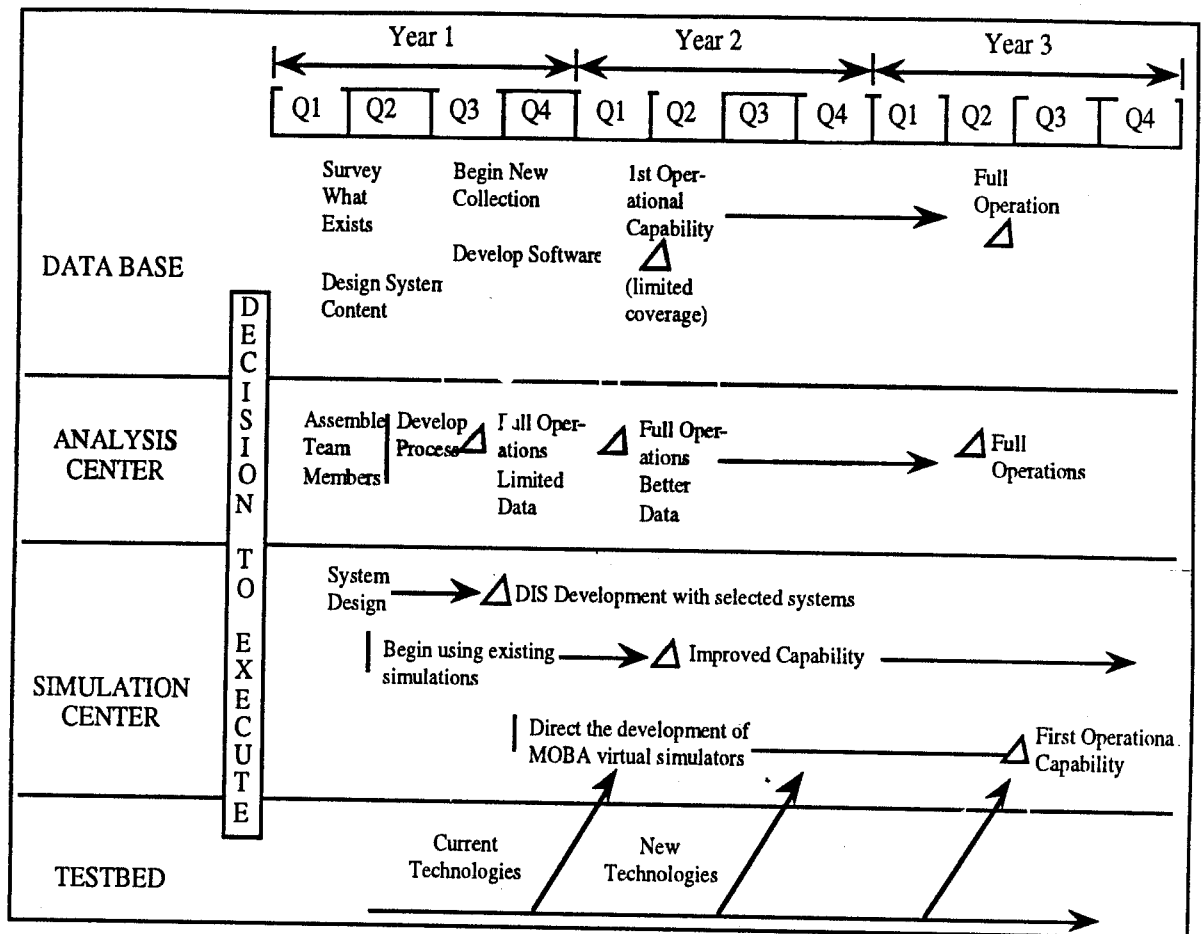 Year 1
Year 2
Year 3
Q1 Q2 Q3 Q4 Q1 Q2 Q3 Q4 Q1 Q2 Q3 Q4
DATA BASE
Survey
What
Exists
Design System
Content
Begin New
Collection
Develop Software
1st Oper-
ational
Capability
(limited
coverage)
Full
Operation
DECISION TO EXECUTE
ANALYSIS
CENTER
Assemble
Team
Members
Develop
Process
Full Oper-
ations
Limited
Data
Full Oper-
ations
Better
Data
Full
Operations
SIMULATION
CENTER
System
Design
DIS Development with selected systems
Begin using existing
simulations
Improved Capability
Direct the development of
MOBA virtual simulators
First Operationa
Capability
TESTBED
Current
Technologies
New
Technologies